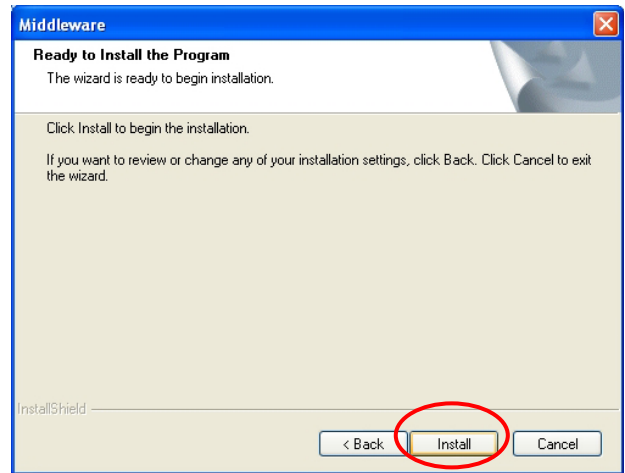 Middleware
Ready to Install the Program
The wizard is ready to begin installation.
Click Install to begin the installation.
If you want to review or change any of your installation settings, click Back. Click Cancel to exit
the wizard.
InstallShield
< Back Install Cancel